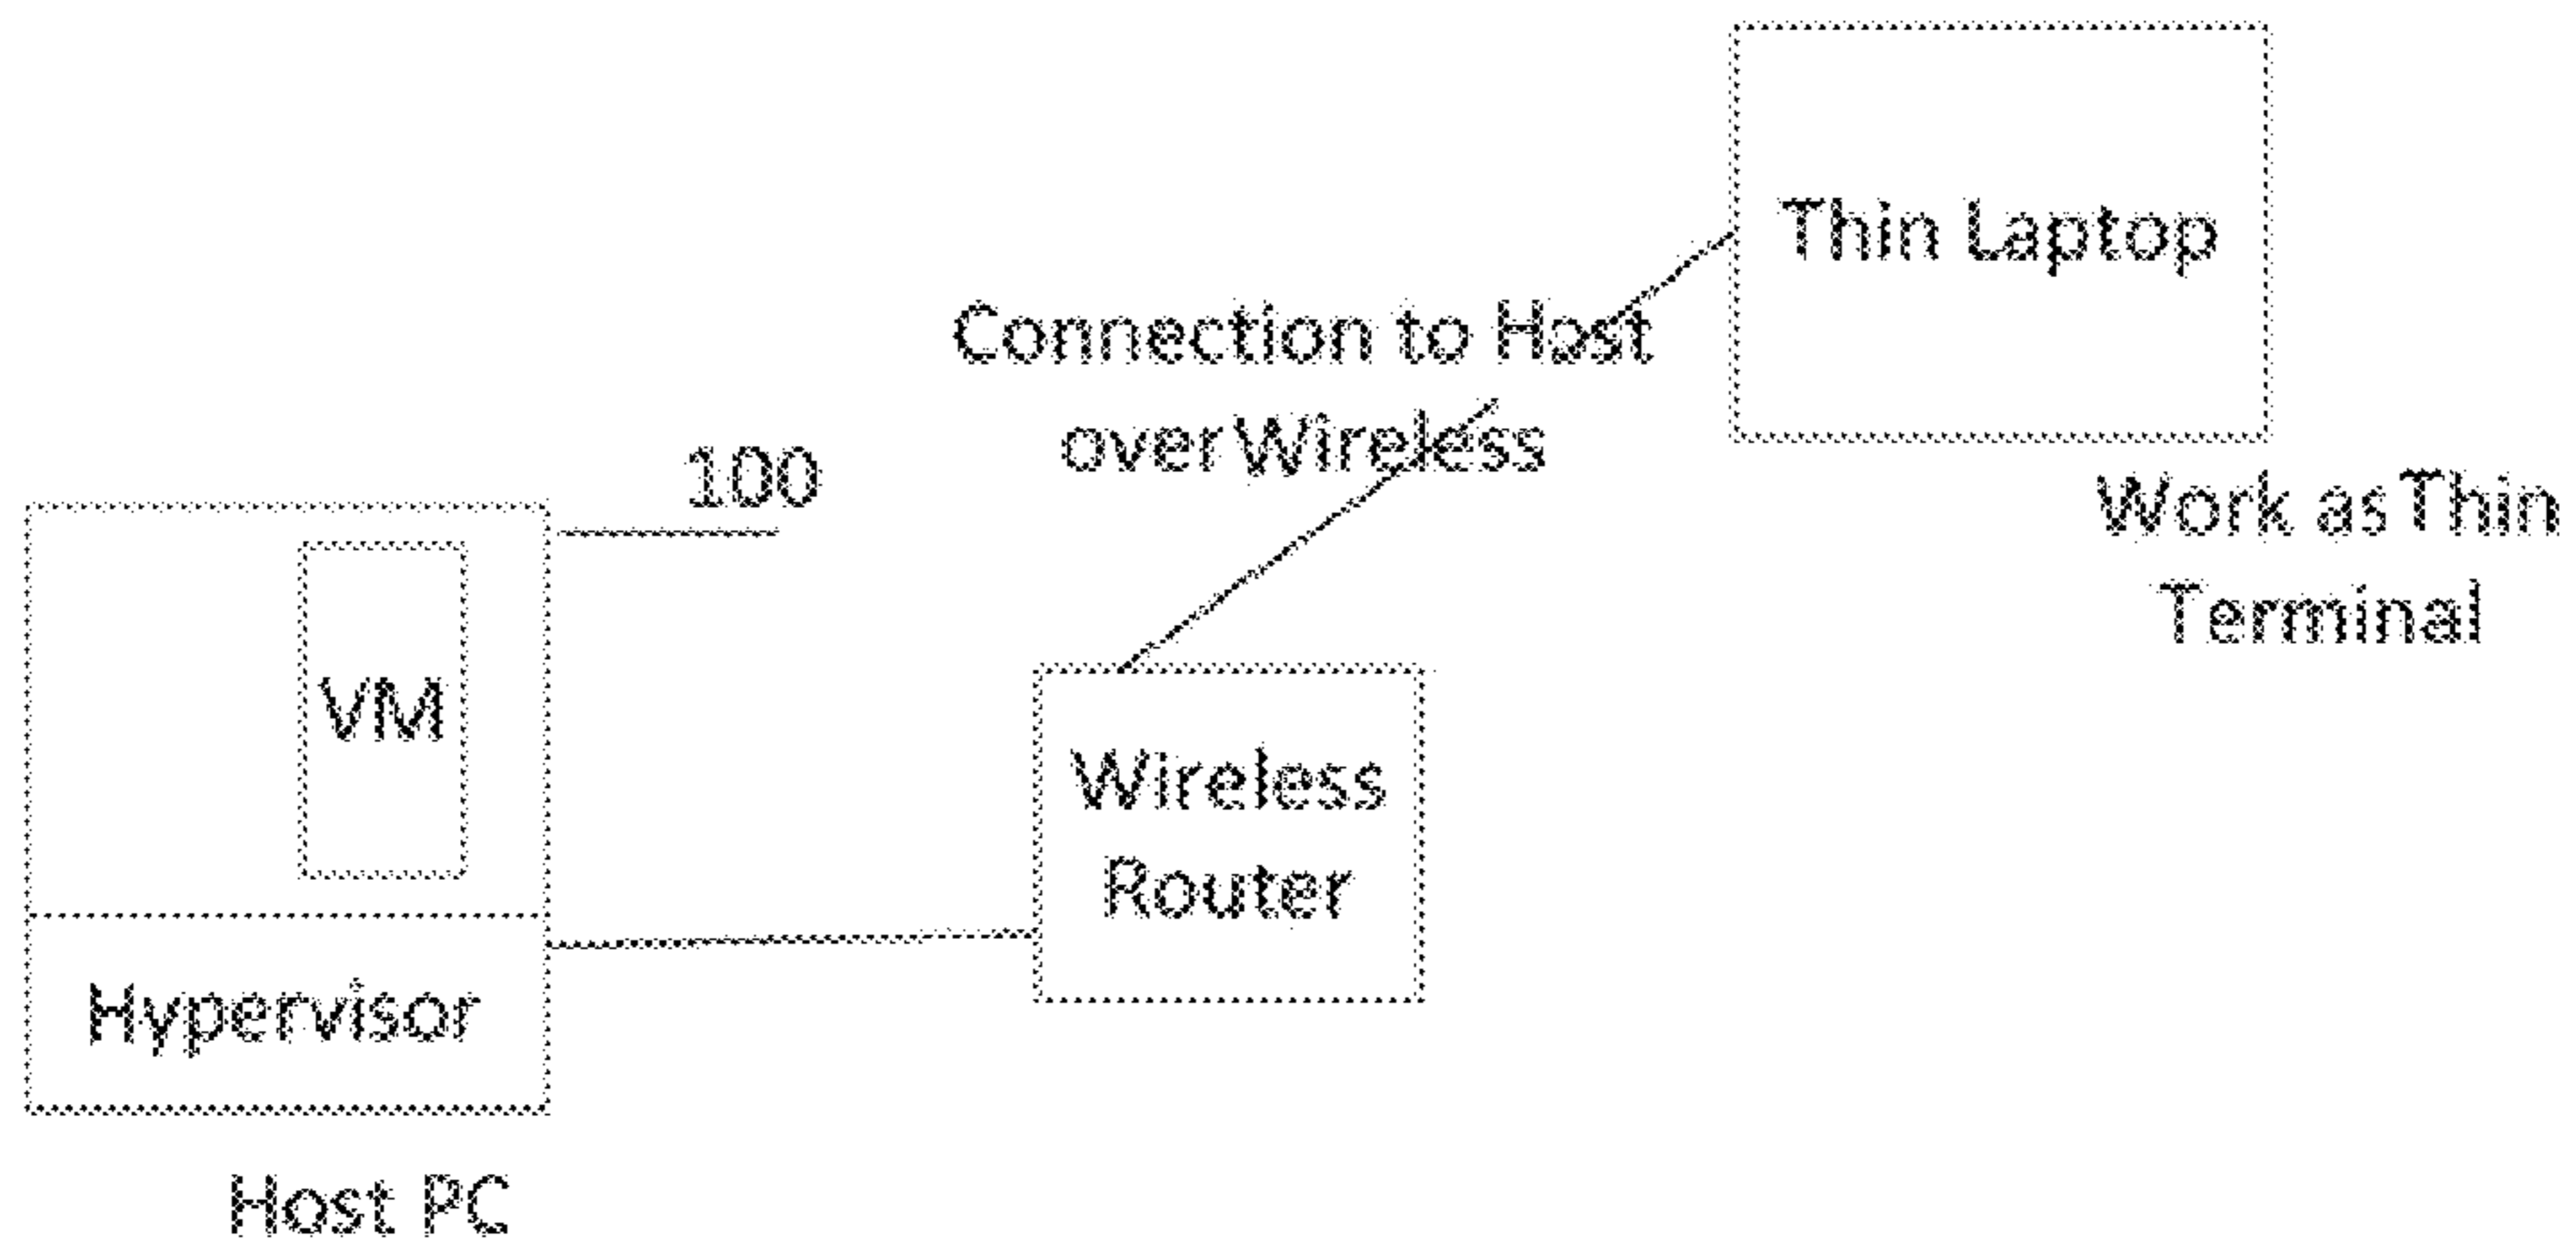 Thin Laptop
Connection to Host
over Wireless
Work as Thin
Terminal
100
VM
Wireless
Router
Hypervisor
Host PC